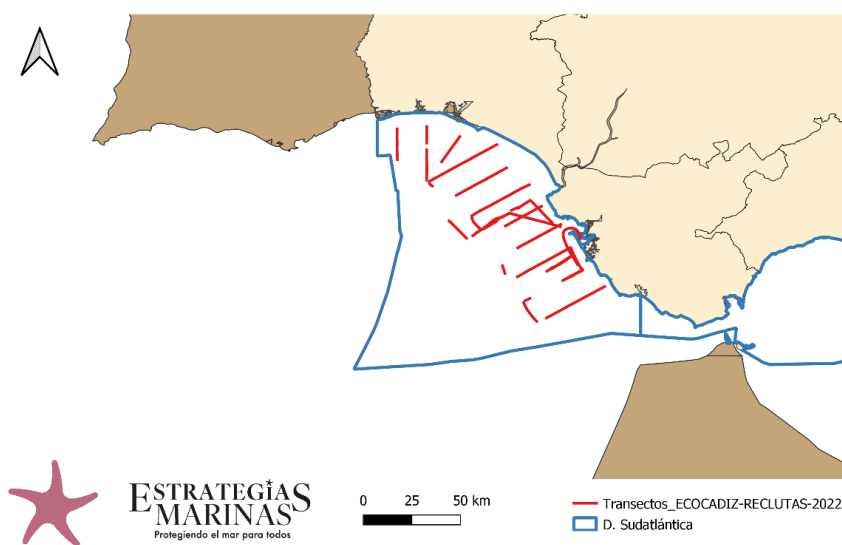 ESTRATEGIAS
MARINAS
Protegiendo el mar para todos
0 25 50 km
Transectos_ECOCADIZ-RECLUTAS-2022
D. Sudatlántica